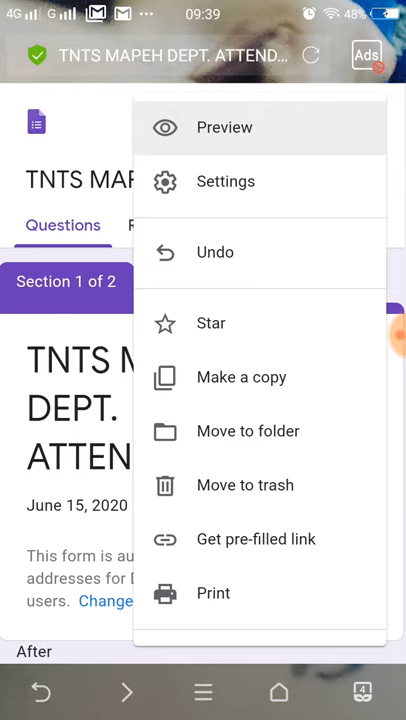 4G G 09:39 48%
TNTS MAPEH DEPT. ATTEND... Ads
TNTS MAP
Questions R
Section 1 of 2
TNTS M
DEPT.
ATTEN
June 15, 2020
This form is au
addresses for D
users. Change
After
Preview
Settings
Undo
Star
Make a copy
Move to folder
Move to trash
Get pre-filled link
Print
4